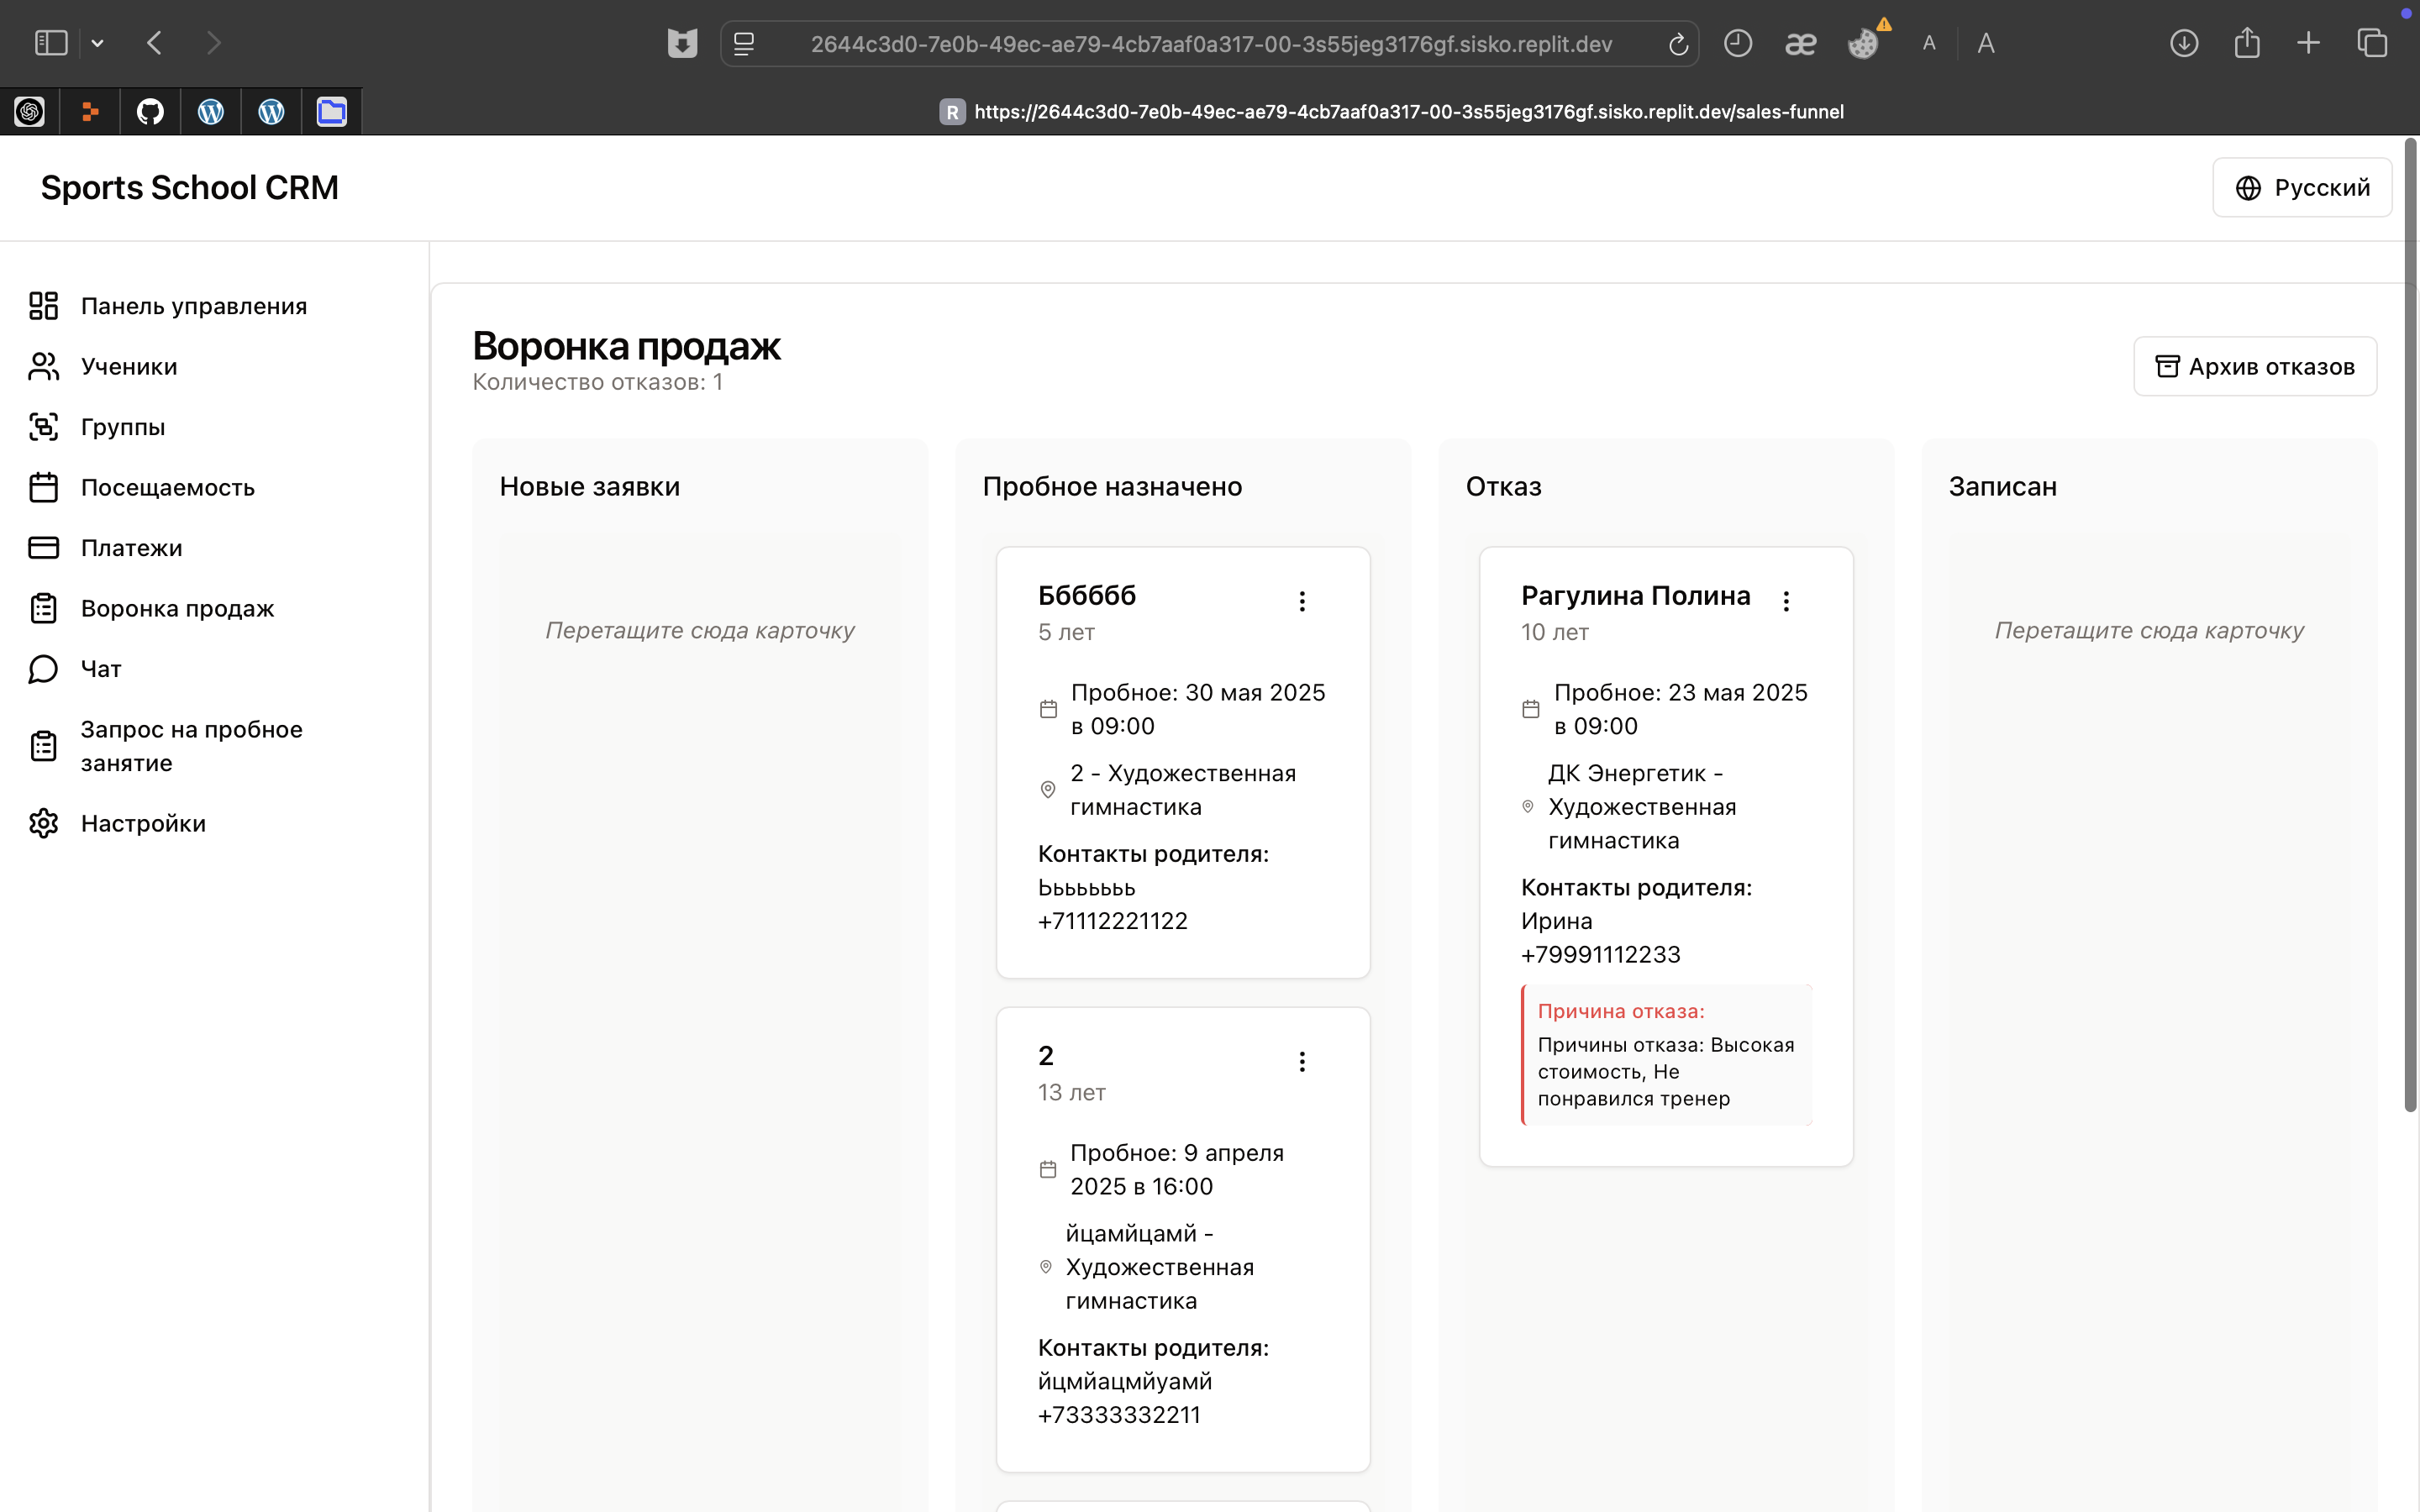 2644c3d0-7e0b-49ec-ae79-4cb7aaf0a317-00-3s55jeg3176gf.sisko.replit.dev
æ
A
A
R https://2644c3d0-7e0b-49ec-ae79-4cb7aaf0a317-00-3s55jeg3176gf.sisko.replit.dev/sales-funnel
Sports School CRM
Русский
Панель управления
Ученики
Группы
Посещаемость
Платежи
Воронка продаж
Чат
Запрос на пробное
занятие
Настройки
Воронка продаж
Количество отказов: 1
Архив отказов
Новые заявки
Перетащите сюда карточку
Пробное назначено
Бббббб
5 лет
Пробное: 30 мая 2025
в 09:00
2 - Художественная
гимнастика
Контакты родителя:
Ььььььь
+71112221122
2
13 лет
Пробное: 9 апреля
2025 в 16:00
йцамйцамй -
Художественная
гимнастика
Контакты родителя:
йцмйацмйуамй
+73333332211
Отказ
Рагулина Полина
10 лет
Пробное: 23 мая 2025
в 09:00
ДК Энергетик -
Художественная
гимнастика
Контакты родителя:
Ирина
+79991112233
Причина отказа:
Причины отказа: Высокая
стоимость, Не
понравился тренер
Записан
Перетащите сюда карточку